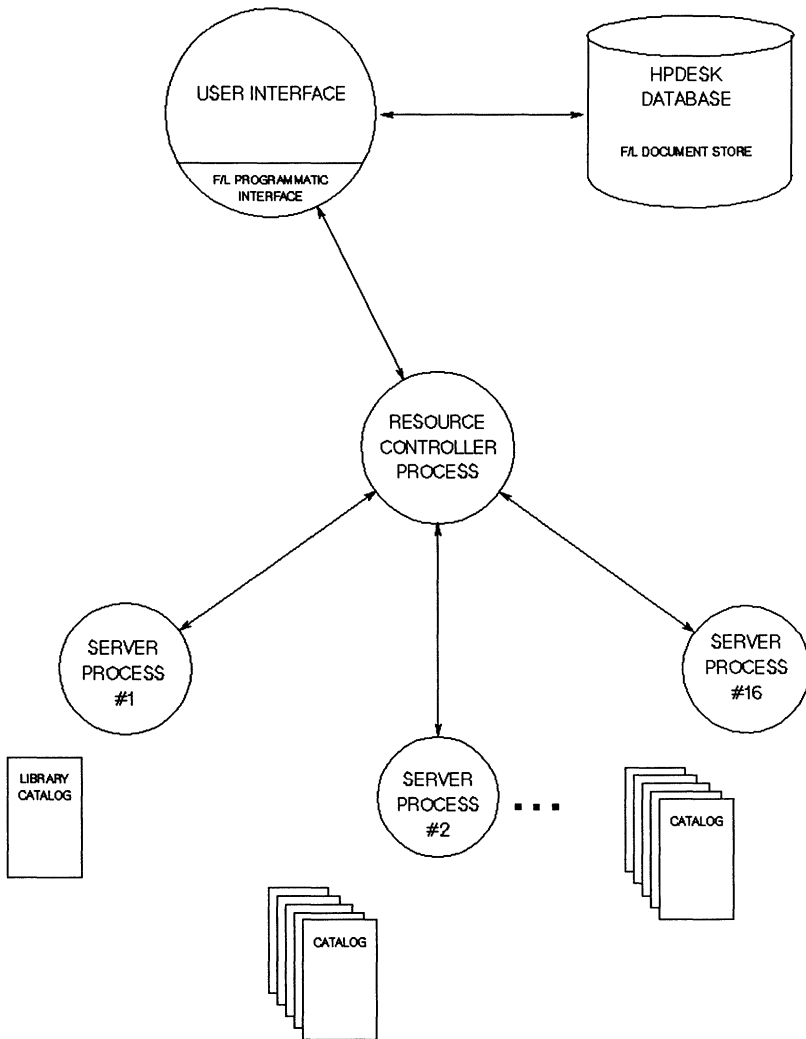 USER INTERFACE
F/L PROGRAMMATIC
INTERFACE
HPDESK
DATABASE
F/L DOCUMENT STORE
RESOURCE
CONTROLLER
PROCESS
SERVER
PROCESS
#1
SERVER
PROCESS
#16
LIBRARY
CATALOG
SERVER
PROCESS
#2
...
CATALOG
CATALOG